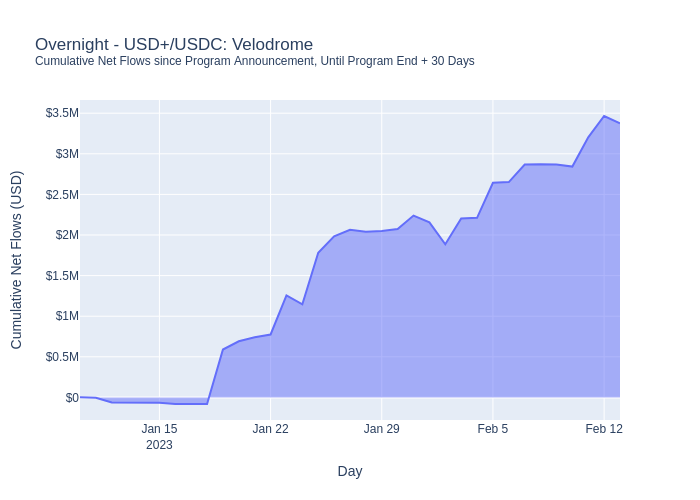 Overnight - USD+/USDC: Velodrome
Cumulative Net Flows since Program Announcement, Until Program End + 30 Days
$3.5M
$3M
$2.5M
$2M
$1.5M
$1M
$0.5M
$0
Cumulative Net Flows (USD)
Jan 15
2023
Jan 22
Jan 29
Feb 5
Feb 12
Day